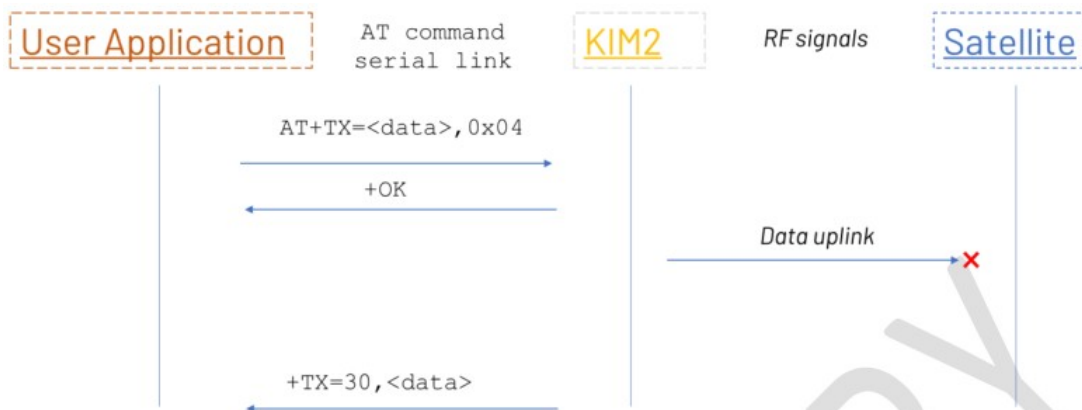 User Application
AT command
serial link
KIM2
RF signals
Satellite
AT+TX=<data>,0x04
+OK
Data uplink
+TX=30,<data>